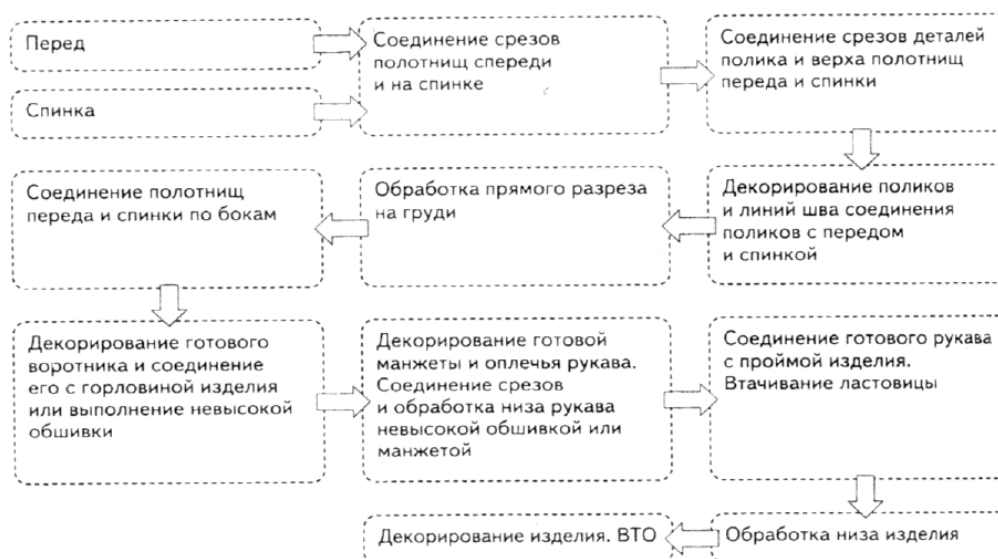 Перед
Спинка
Соединение срезов
полотнищ спереди
и на спинке
Соединение срезов деталей
полика и верха полотнищ
переда и спинки
Декорирование поликов
и линий шва соединения
поликов с передом
и спинкой
Обработка прямого разреза
на груди
Соединение полотнищ
переда и спинки по бокам
Декорирование готового
воротника и соединение
его с горловиной изделия
или выполнение невысокой
обшивки
Декорирование готовой
манжеты и оплечья рукава.
Соединение срезов
и обработка низа рукава
невысокой обшивкой или
манжетой
Соединение готового рукава
с проймой изделия.
Втачивание ластовицы
Обработка низа изделия
Декорирование изделия. ВТО